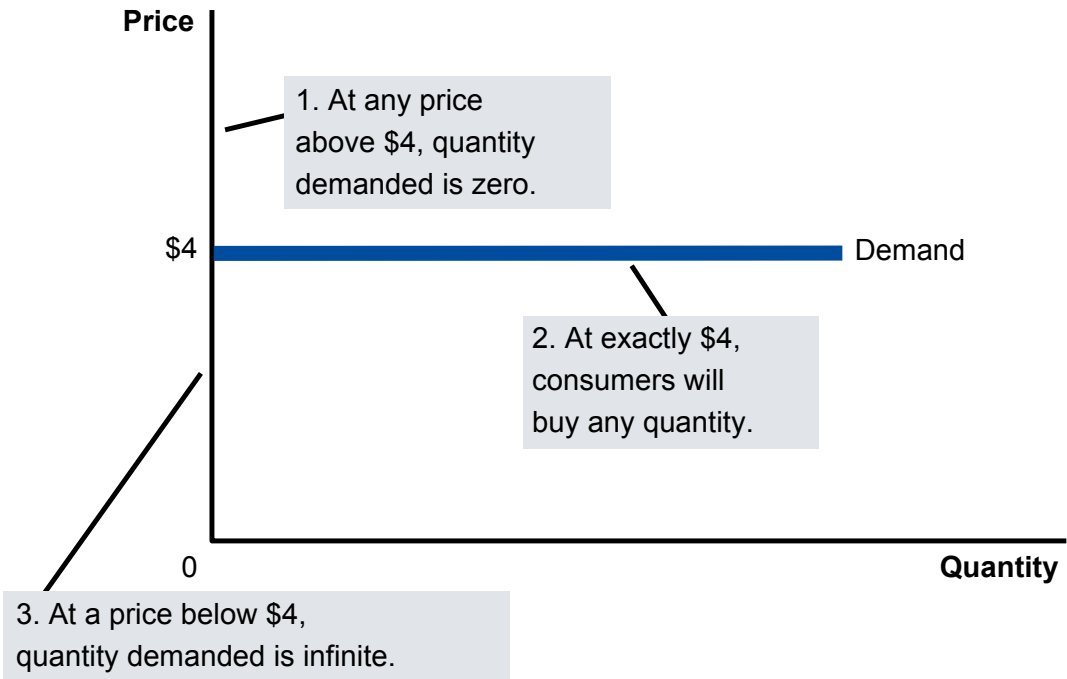 Price
1. At any price
above $4, quantity
demanded is zero.
$4
Demand
2. At exactly $4,
consumers will
buy any quantity.
0
Quantity
3. At a price below $4,
quantity demanded is infinite.